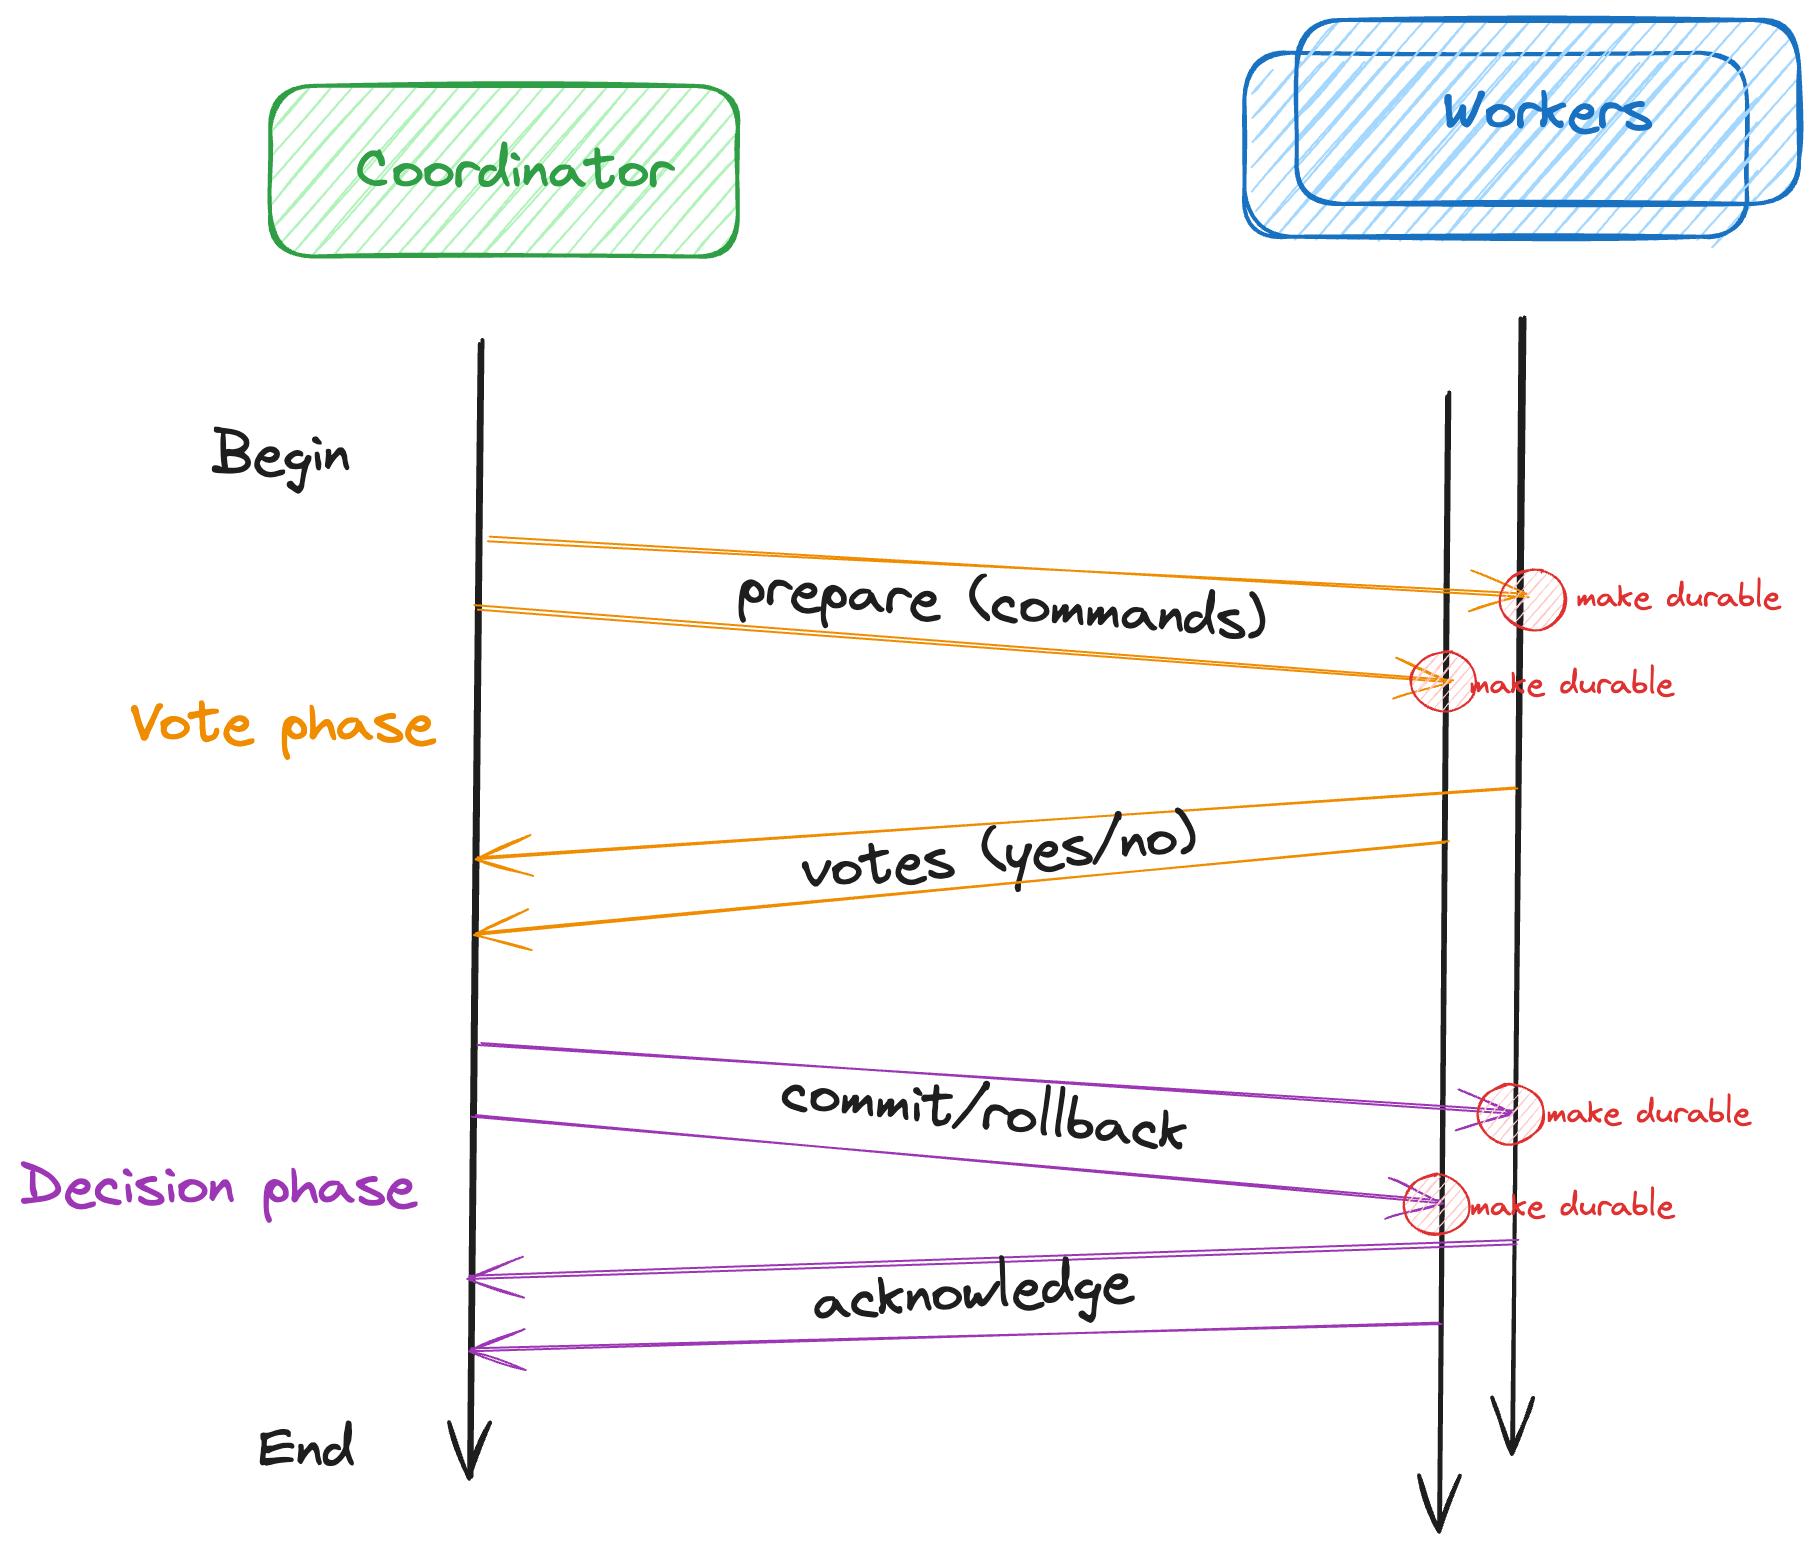 Coordinator
Workers
Begin
prepare (commands)
make durable
make durable
Vote phase
votes (yes/no)
commit/rollback
make durable
Decision phase
make durable
acknowledge
End